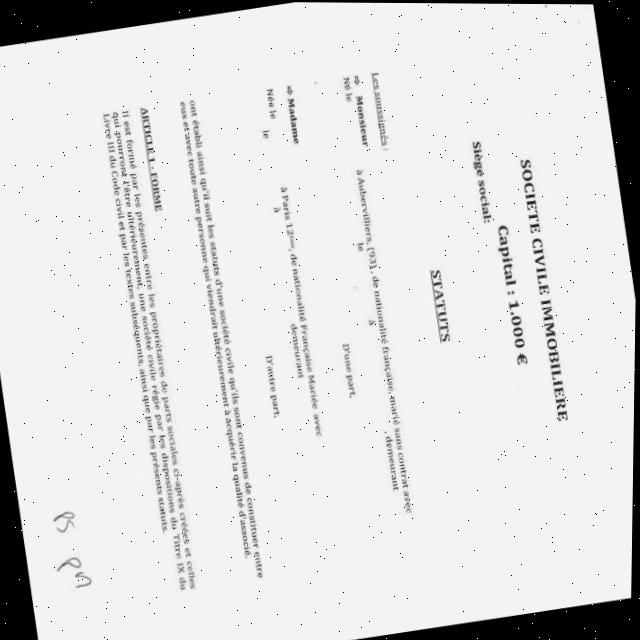 SOCIETE CIVILE IMMOBILIERE
Capital : 1.000 €
Siège social:
STATUTS
Les soussignés :
⇨ Monsieur à Aubervilliers, (93), de nationalité française, marié sans contrat avec
Né le le à , demeurant
D'une part,
⇨ Madame à Paris 12ème, de nationalité Française Mariée avec
Née le le à demeurant
D'autre part,
ont établi ainsi qu'il suit les statuts d'une société civile qu'ils sont convenus de constituer entre
eux et avec toute autre personne qui viendrait ultérieurement à acquérir la qualité d'associé.
ARTICLE 1 - FORME
Il est formé par les présentes, entre les propriétaires de parts sociales ci-après créées et celles
qui pourront l'être ultérieurement, une société civile régie par les dispositions du Titre IX du
Livre III du Code civil et par les textes subséquents, ainsi que par les présents statuts.
PS PM